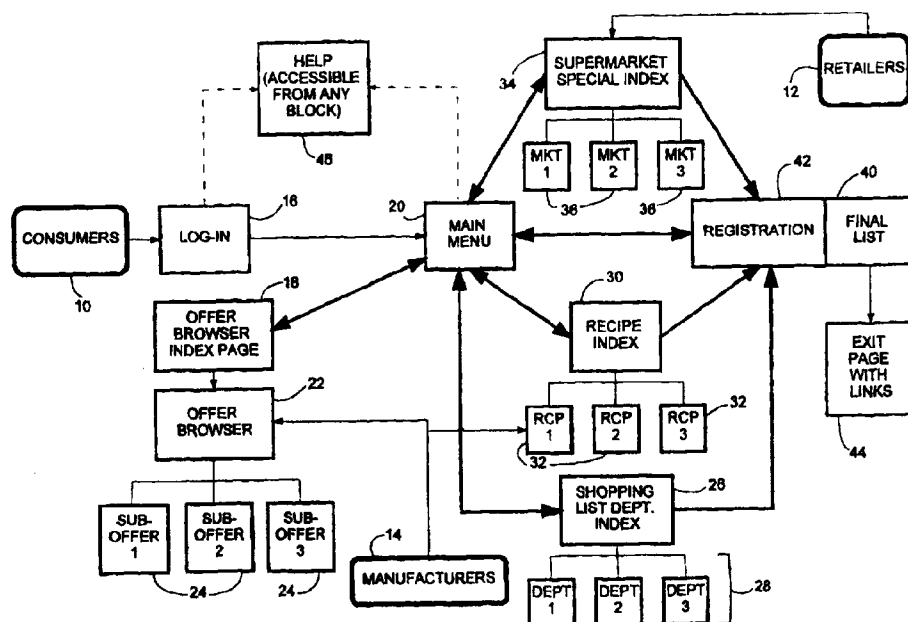 HELP
(ACCESSIBLE
FROM ANY
BLOCK)
48
34
SUPERMARKET
SPECIAL INDEX
12
RETAILERS
MKT
1
MKT
2
MKT
3
36
36
42
40
CONSUMERS
10
16
LOG-IN
20
MAIN
MENU
REGISTRATION
FINAL
LIST
18
OFFER
BROWSER
INDEX PAGE
30
RECIPE
INDEX
EXIT
PAGE
WITH
LINKS
44
22
OFFER
BROWSER
RCP
1
RCP
2
RCP
3
32
32
SUB-
OFFER
1
SUB-
OFFER
2
SUB-
OFFER
3
24
24
14
MANUFACTURERS
SHOPPING
LIST DEPT.
INDEX
26
DEPT
1
DEPT
2
DEPT
3
28